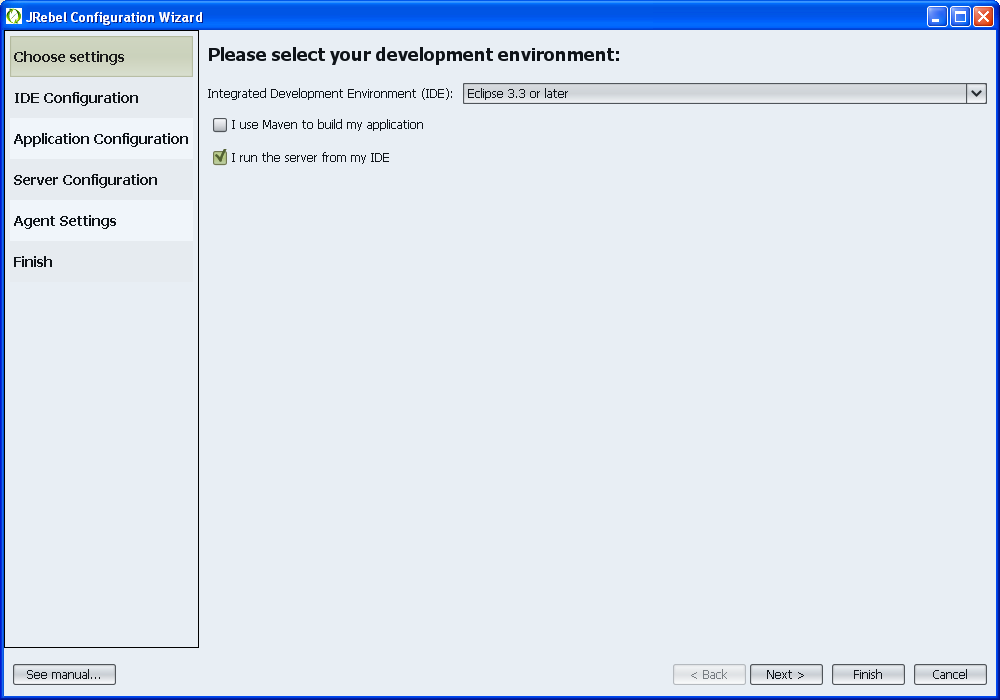 JRebel Configuration Wizard
Choose settings
IDE Configuration
Application Configuration
Server Configuration
Agent Settings
Finish
Please select your development environment:
Integrated Development Environment (IDE): Eclipse 3.3 or later
I use Maven to build my application
I run the server from my IDE
See manual... < Back Next > Finish Cancel